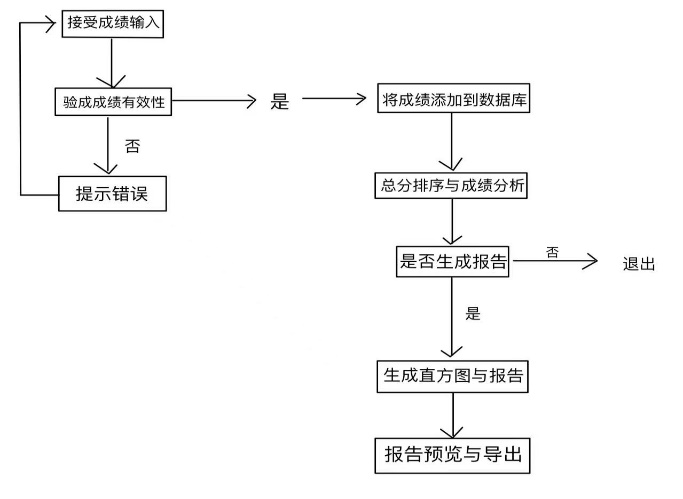 接受成绩输入
验成成绩有效性
是
将成绩添加到数据库
否
提示错误
总分排序与成绩分析
是否生成报告
否
退出
是
生成直方图与报告
报告预览与导出